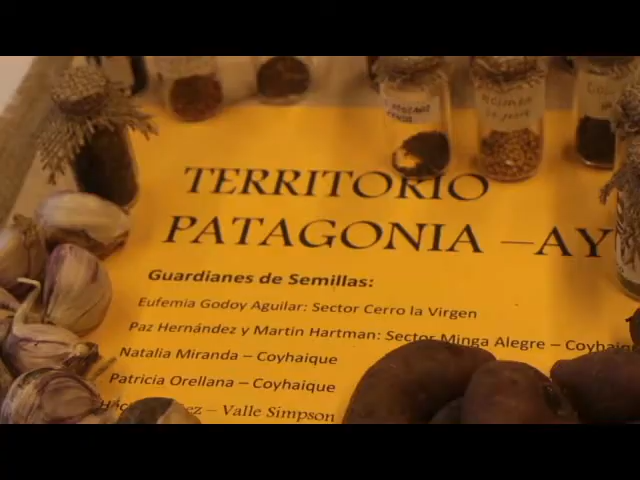 TERRITORIO
PATAGONIA – AY
Guardianes de Semillas:
Eufemia Godoy Aguilar: Sector Cerro la Virgen
Paz Hernández y Martin Hartman: Sector Minga Alegre – Coyhaique
Natalia Miranda – Coyhaique
Patricia Orellana – Coyhaique
– Valle Simpson